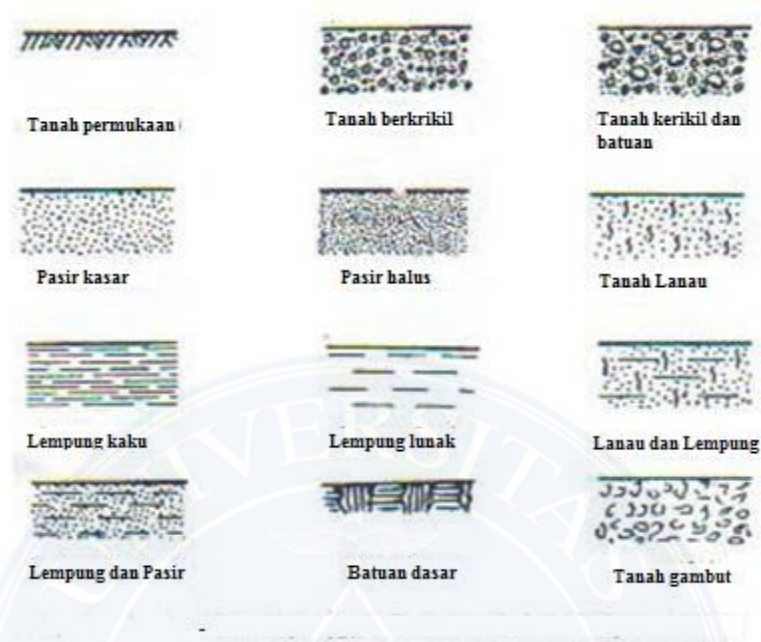 Tanah permukaan
Tanah berkrikil
Tanah kerikil dan
batuan
Pasir kasar
Pasir halus
Tanah Lanau
Lempung kaku
Lempung lunak
Lanau dan Lempung
Lempung dan Pasir
Batuan dasar
Tanah gambut
UNIVERSITAS